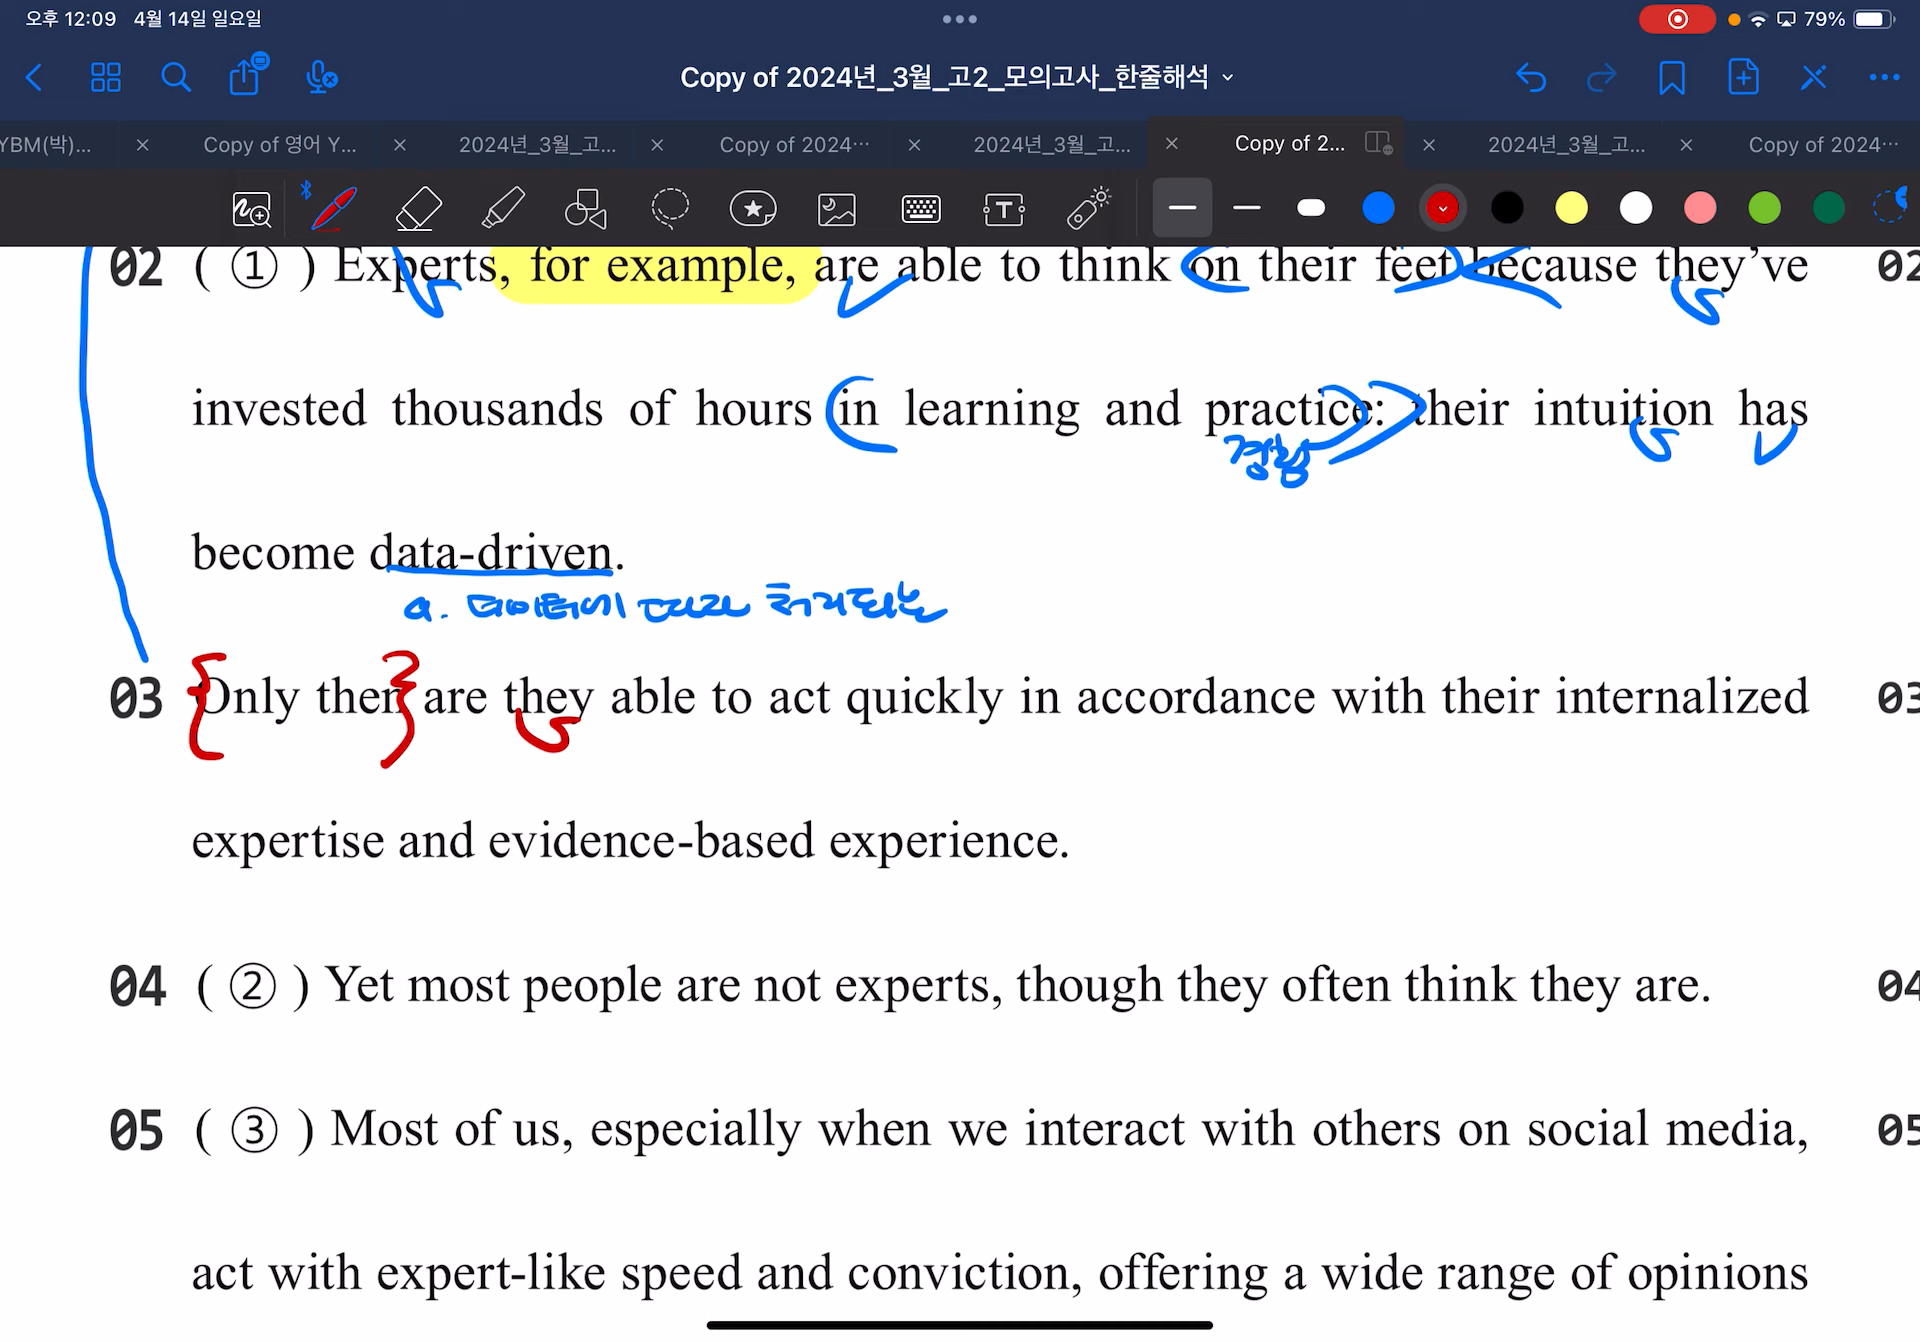 오후 12:09 4월 14일 일요일
79%
Copy of 2024년_3월_고2_모의고사_한줄해석
YBM(박)...
Copy of 영어 Y...
2024년_3월_고...
Copy of 2024...
2024년_3월_고...
Copy of 2...
2024년_3월_고...
Copy of 2024...
02 ( ① ) Experts, for example, are able to think on their feet because they’ve 02
invested thousands of hours in learning and practice: their intuition has
경험
become data-driven.
a. 데이터에 따라 처리되는
03 {Only then} are they able to act quickly in accordance with their internalized 03
expertise and evidence-based experience.
04 ( ② ) Yet most people are not experts, though they often think they are. 04
05 ( ③ ) Most of us, especially when we interact with others on social media, 05
act with expert-like speed and conviction, offering a wide range of opinions